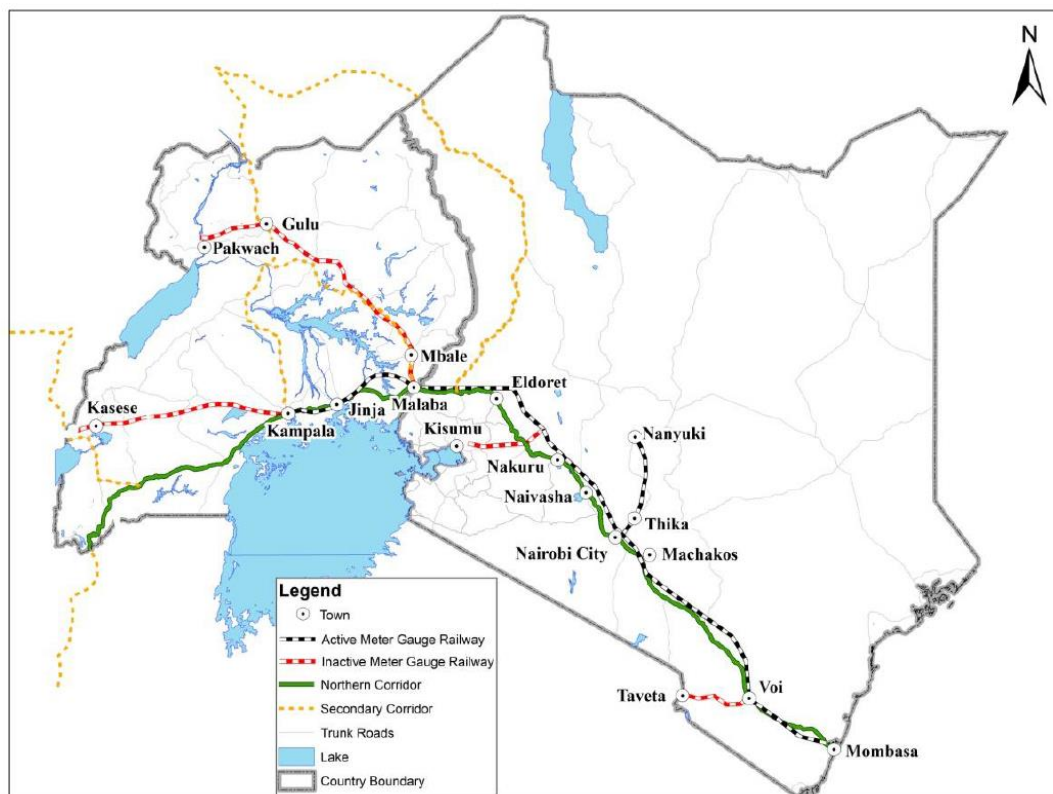 N
Gulu
Pakwach
Mbale
Eldoret
Kasese
Jinja
Malaba
Kampala
Kisumu
Nanyuki
Nakuru
Naivasha
Thika
Nairobi City
Machakos
Legend
Town
Active Meter Gauge Railway
Inactive Meter Gauge Railway
Northern Corridor
Secondary Corridor
Trunk Roads
Lake
Country Boundary
Taveta
Voi
Mombasa